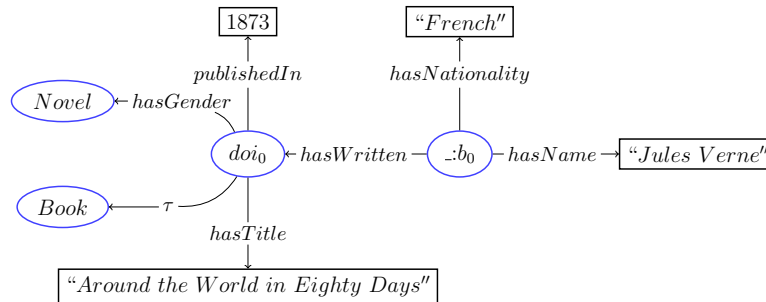 1873
“French”
publishedIn
hasNationality
Novel
hasGender
doi₀
hasWritten
_:b₀
hasName
“Jules Verne”
Book
τ
hasTitle
“Around the World in Eighty Days”